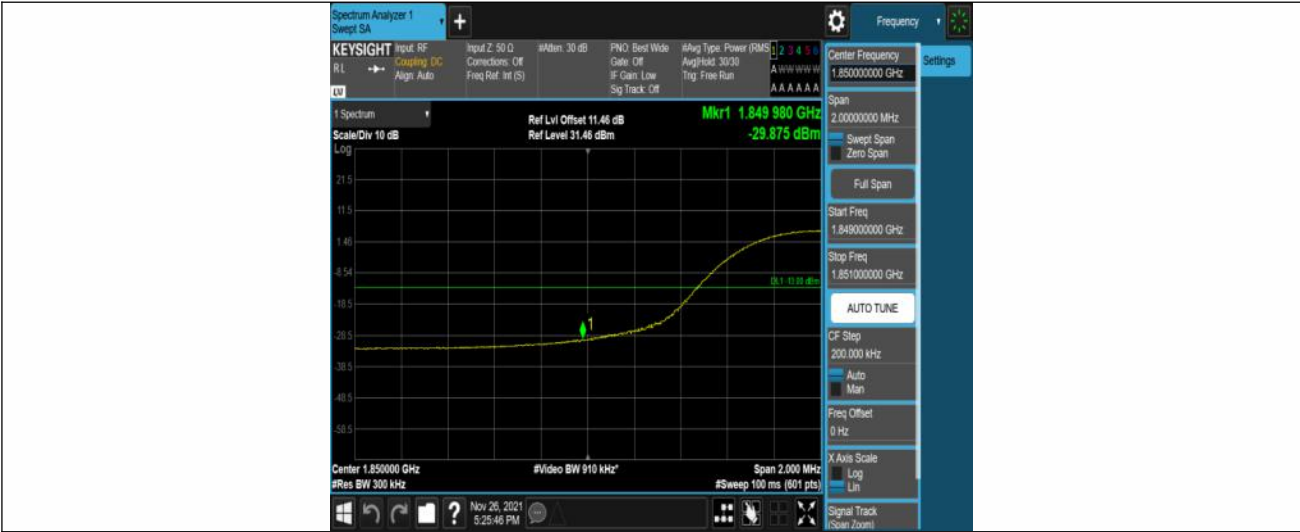 Spectrum Analyzer 1
Swept SA
Frequency
KEYSIGHT
Input: RF
Coupling: DC
Align: Auto
Input Z: 50 Ω
Corrections: Off
Freq Ref: Int (S)
#Atten: 30 dB
PNO: Best Wide
Gate: Off
IF Gain: Low
Sig Track: Off
#Avg Type: Power (RMS
Avg|Hold: 30/30
Trig: Free Run
1 2 3 4 5 6
A W W W W W
A A A A A A
R L
1 Spectrum
Scale/Div 10 dB
Log
Ref Lvl Offset 11.46 dB
Ref Level 31.46 dBm
Mkr1 1.849 980 GHz
-29.875 dBm
21.5
11.5
1.46
-8.54
-18.5
-28.5
-38.5
-48.5
-58.5
DL1 -13.00 dBm
1
Center 1.850000 GHz
#Res BW 300 kHz
#Video BW 910 kHz*
Span 2.000 MHz
#Sweep 100 ms (601 pts)
Nov 26, 2021
5:25:46 PM
Center Frequency
1.850000000 GHz
Settings
Span
2.00000000 MHz
Swept Span
Zero Span
Full Span
Start Freq
1.849000000 GHz
Stop Freq
1.851000000 GHz
AUTO TUNE
CF Step
200.000 kHz
Auto
Man
Freq Offset
0 Hz
X Axis Scale
Log
Lin
Signal Track
(Span Zoom)